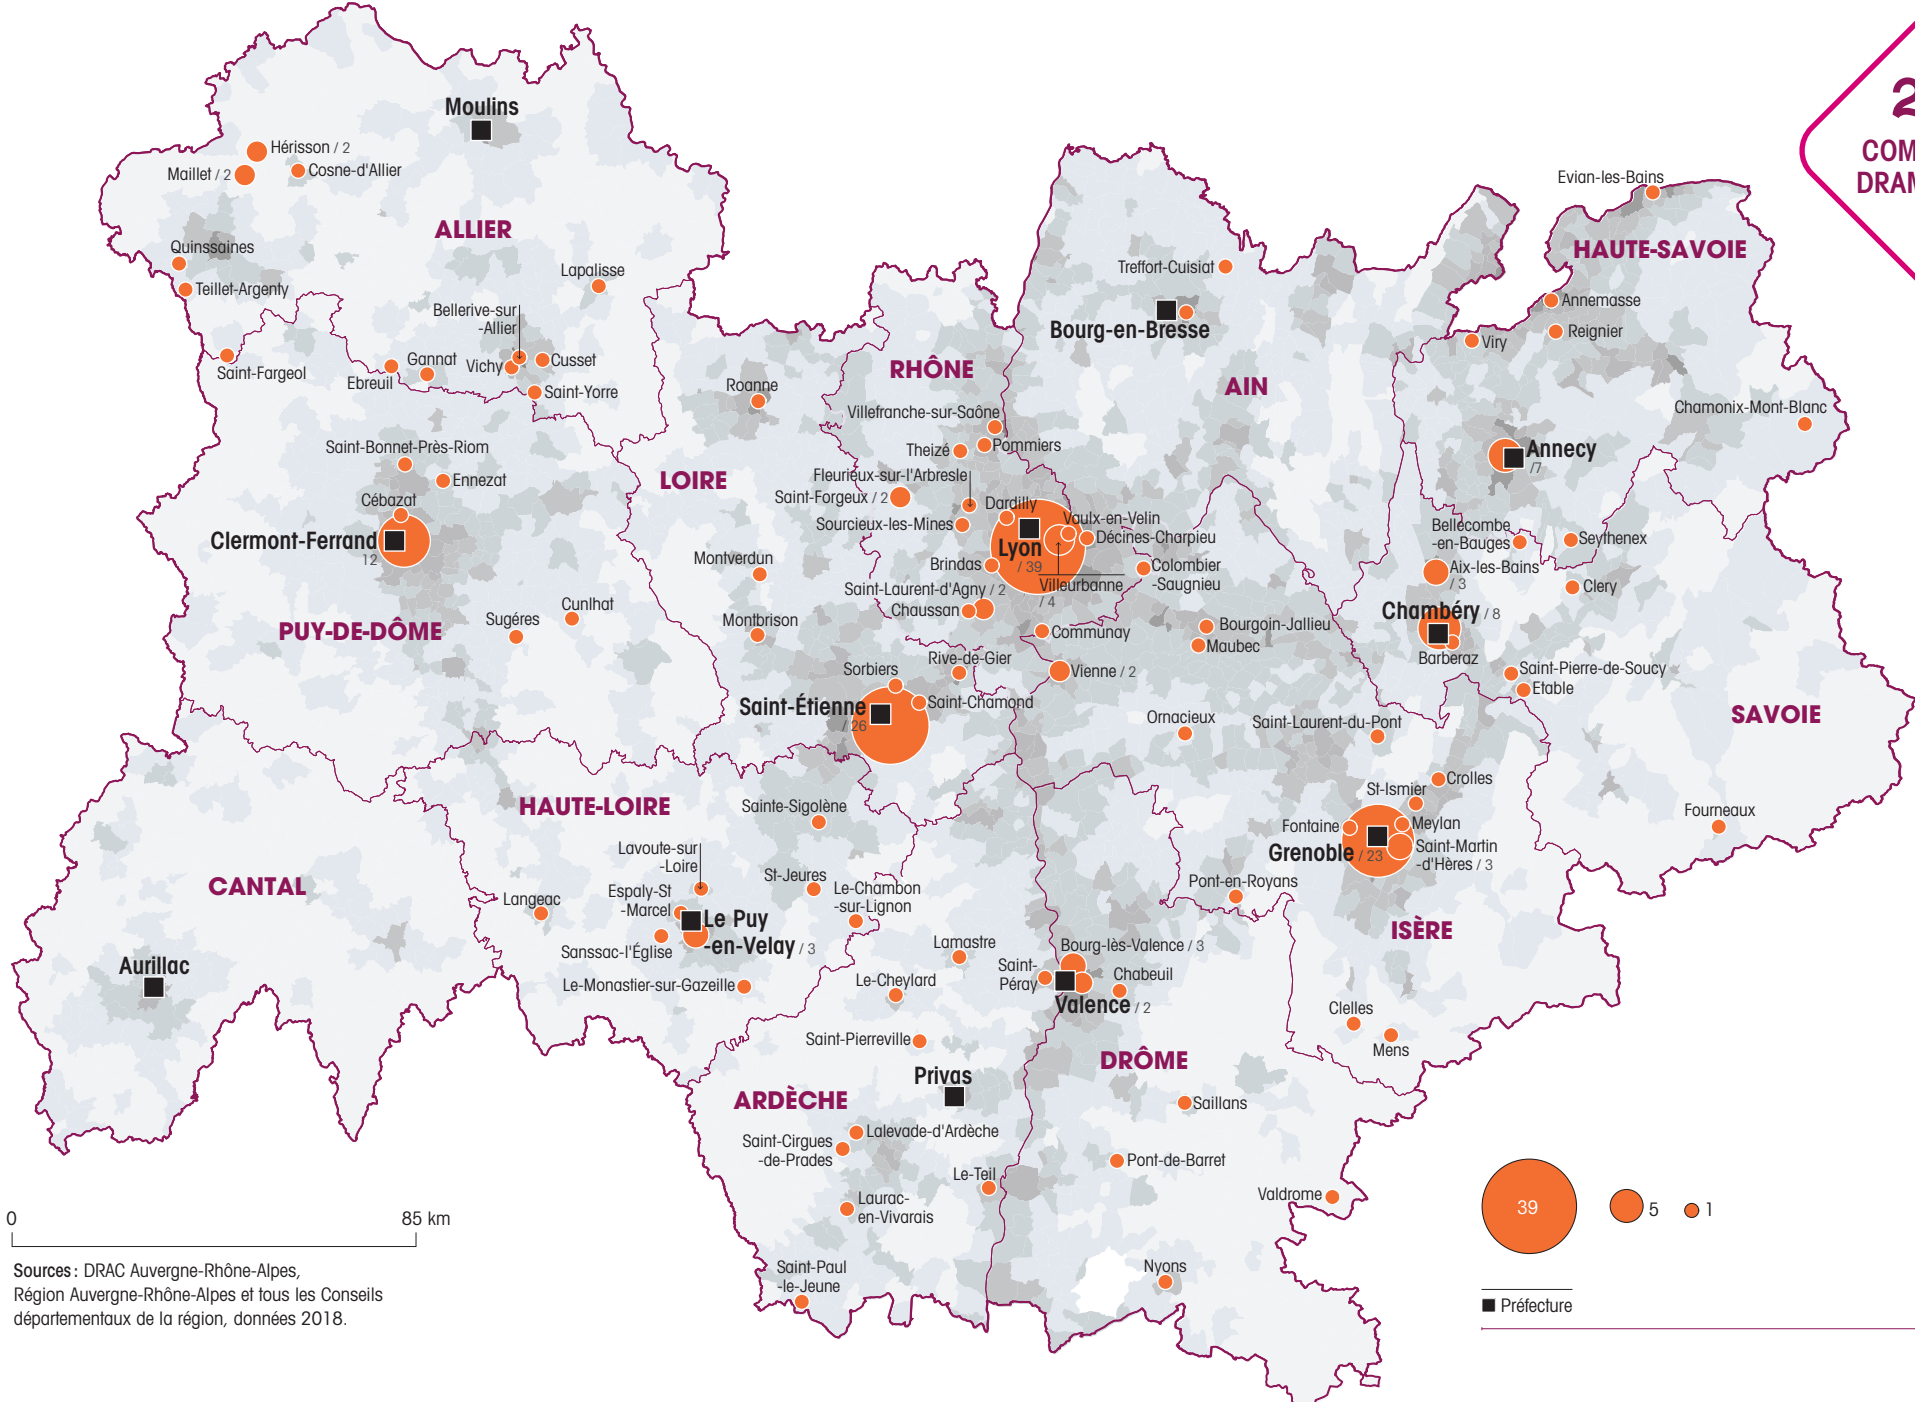 2
COM
DRAM
Moulins
Hérisson / 2
Maillet / 2
Cosne-d'Allier
ALLIER
Quinssaines
Teillet-Argenty
Lapalisse
Bellerive-sur
-Allier
Saint-Fargeol
Ebreuil
Gannat
Vichy
Cusset
Saint-Yorre
Evian-les-Bains
HAUTE-SAVOIE
Annemasse
Reignier
Viry
Chamonix-Mont-Blanc
Annecy
/7
Treffort-Cuisiat
Bourg-en-Bresse
AIN
RHÔNE
Villefranche-sur-Saône
Theizé
Pommiers
Fleurieux-sur-l'Arbresle
Saint-Forgeux / 2
Sourcieux-les-Mines
Dardilly
Vaulx-en-Velin
Décines-Charpieu
Lyon
/ 39
Villeurbanne
/ 4
Brindas
Saint-Laurent-d'Agny / 2
Chaussan
Colombier
-Saugnieu
Communay
Roanne
LOIRE
Montverdun
Montbrison
Sorbiers
Rive-de-Gier
Saint-Étienne
/ 26
Saint-Chamond
Saint-Bonnet-Près-Riom
Ennezat
Cébazat
Clermont-Ferrand
12
PUY-DE-DÔME
Sugéres
Cunlhat
Bellecombe
-en-Bauges
Seythenex
Aix-les-Bains
/ 3
Clery
Chambéry / 8
Barberaz
Saint-Pierre-de-Soucy
Etable
SAVOIE
Fourneaux
Bourgoin-Jallieu
Maubec
Vienne / 2
Ornacieux
Saint-Laurent-du-Pont
Crolles
St-Ismier
Fontaine
Meylan
Grenoble / 23
Saint-Martin
-d'Hères / 3
Pont-en-Royans
ISÈRE
Clelles
Mens
HAUTE-LOIRE
Sainte-Sigolène
Lavoute-sur
-Loire
St-Jeures
Espaly-St
-Marcel
Le-Chambon
-sur-Lignon
Langeac
Le Puy
-en-Velay / 3
Sanssac-l'Église
Le-Monastier-sur-Gazeille
CANTAL
Aurillac
Lamastre
Le-Cheylard
Saint-
Péray
Saint-Pierreville
Privas
ARDÈCHE
Lalevade-d'Ardèche
Saint-Cirgues
-de-Prades
Le-Teil
Laurac-
en-Vivarais
Saint-Paul
-le-Jeune
Bourg-lès-Valence / 3
Chabeuil
Valence / 2
DRÔME
Saillans
Pont-de-Barret
Valdrome
Nyons
0
85 km
Sources : DRAC Auvergne-Rhône-Alpes,
Région Auvergne-Rhône-Alpes et tous les Conseils
départementaux de la région, données 2018.
39
5
1
Préfecture